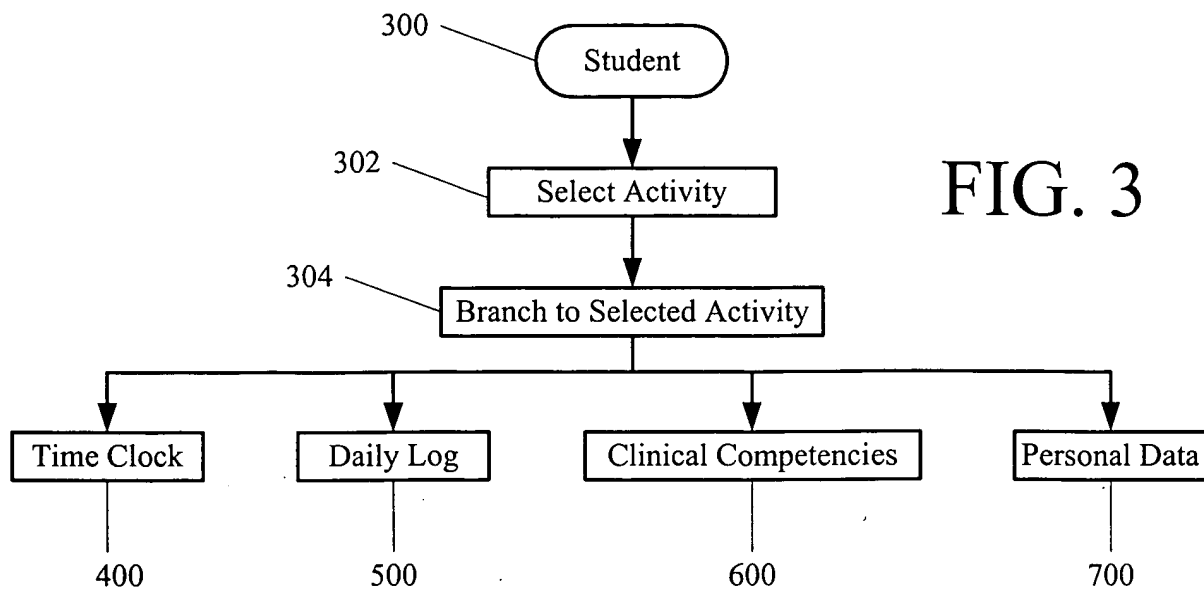 300
Student
302
Select Activity
FIG. 3
304
Branch to Selected Activity
Time Clock
Daily Log
Clinical Competencies
Personal Data
400
500
600
700